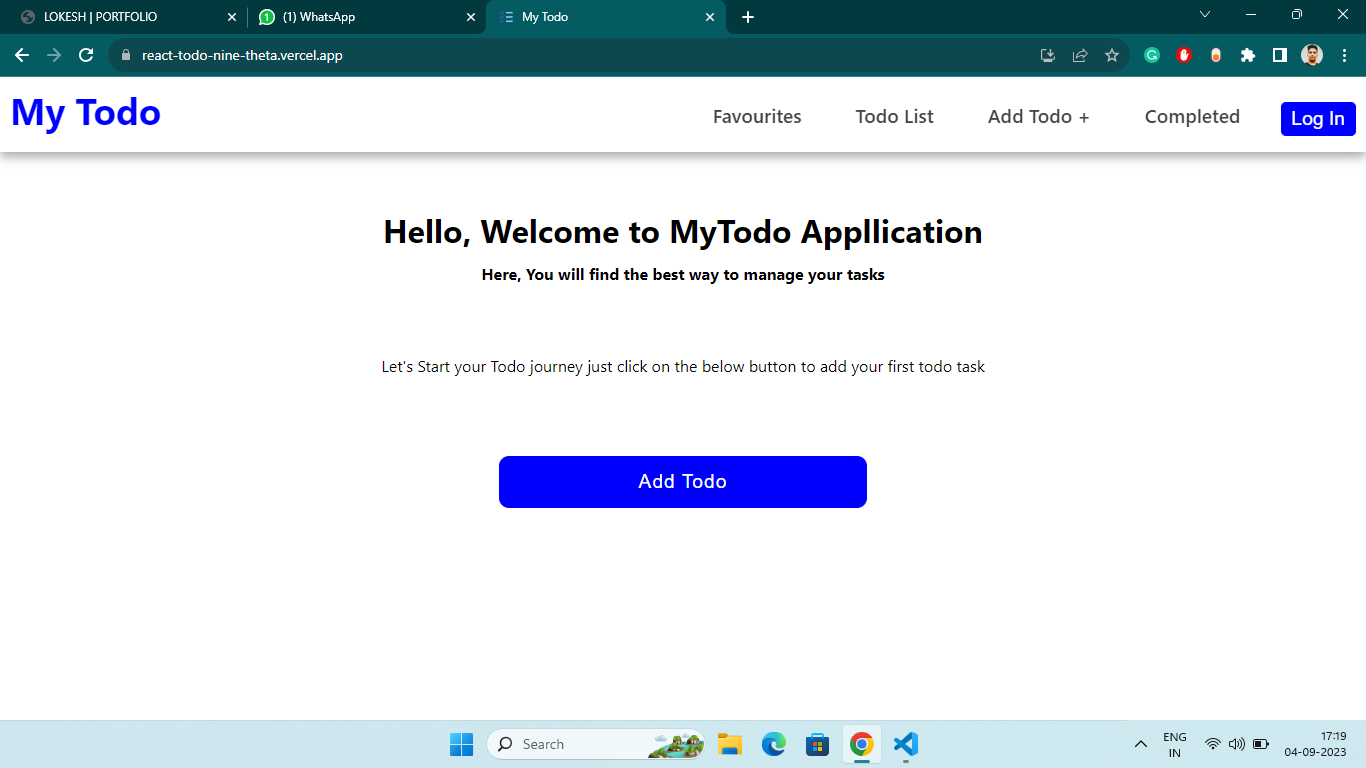 LOKESH | PORTFOLIO
(1) WhatsApp
My Todo
react-todo-nine-theta.vercel.app
My Todo
Favourites
Todo List
Add Todo +
Completed
Log In
Hello, Welcome to MyTodo Appllication
Here, You will find the best way to manage your tasks
Let's Start your Todo journey just click on the below button to add your first todo task
Add Todo
Search
ENG
IN
17:19
04-09-2023